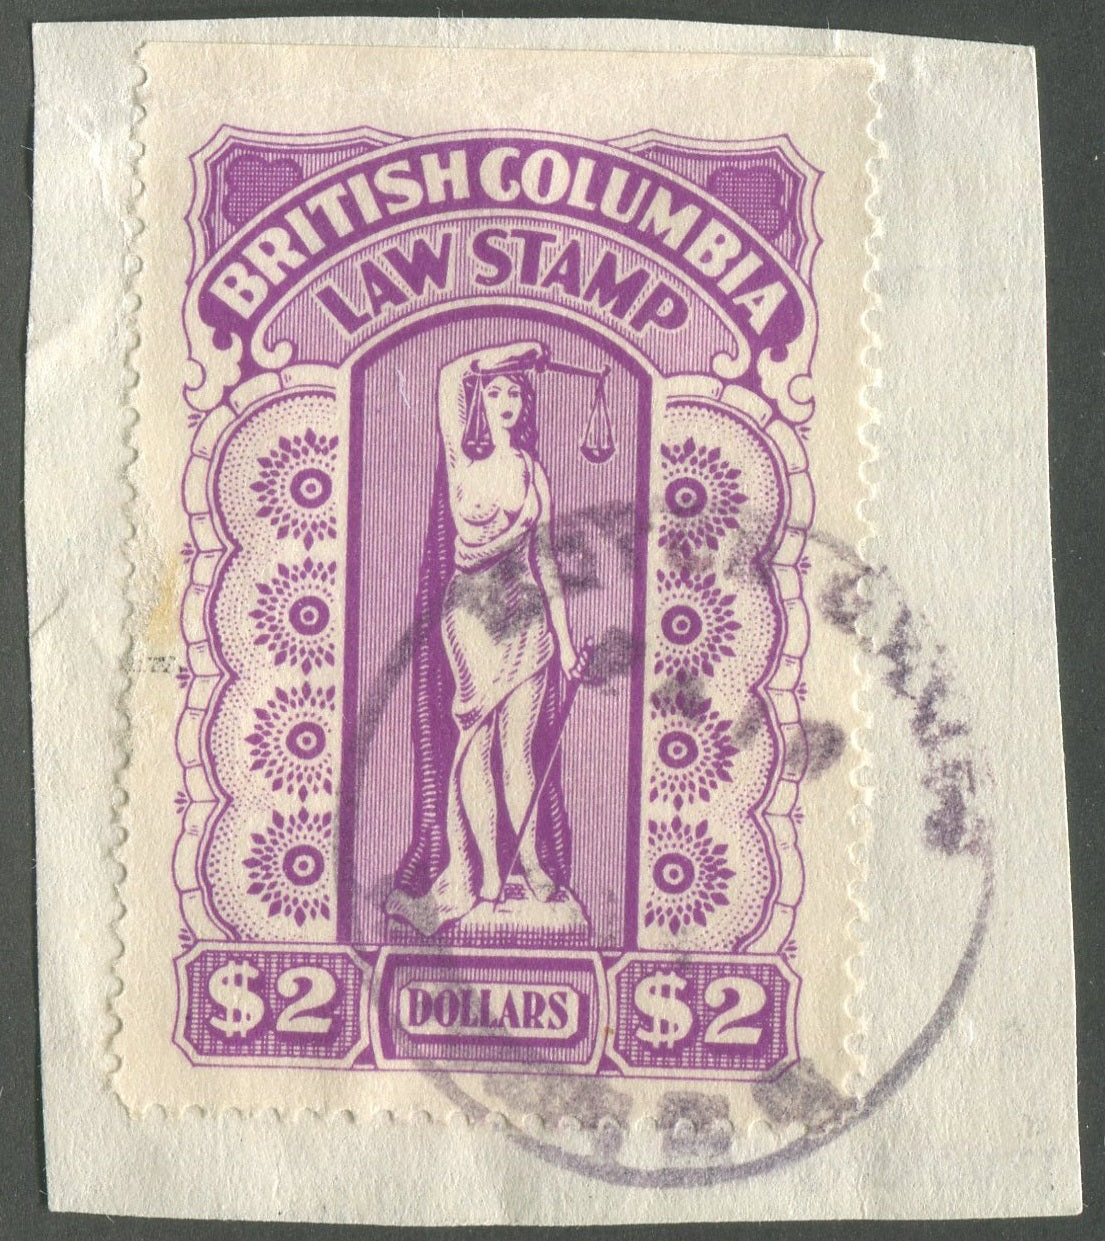 BRITISH COLUMBIA
LAW STAMP
$2 DOLLARS $2